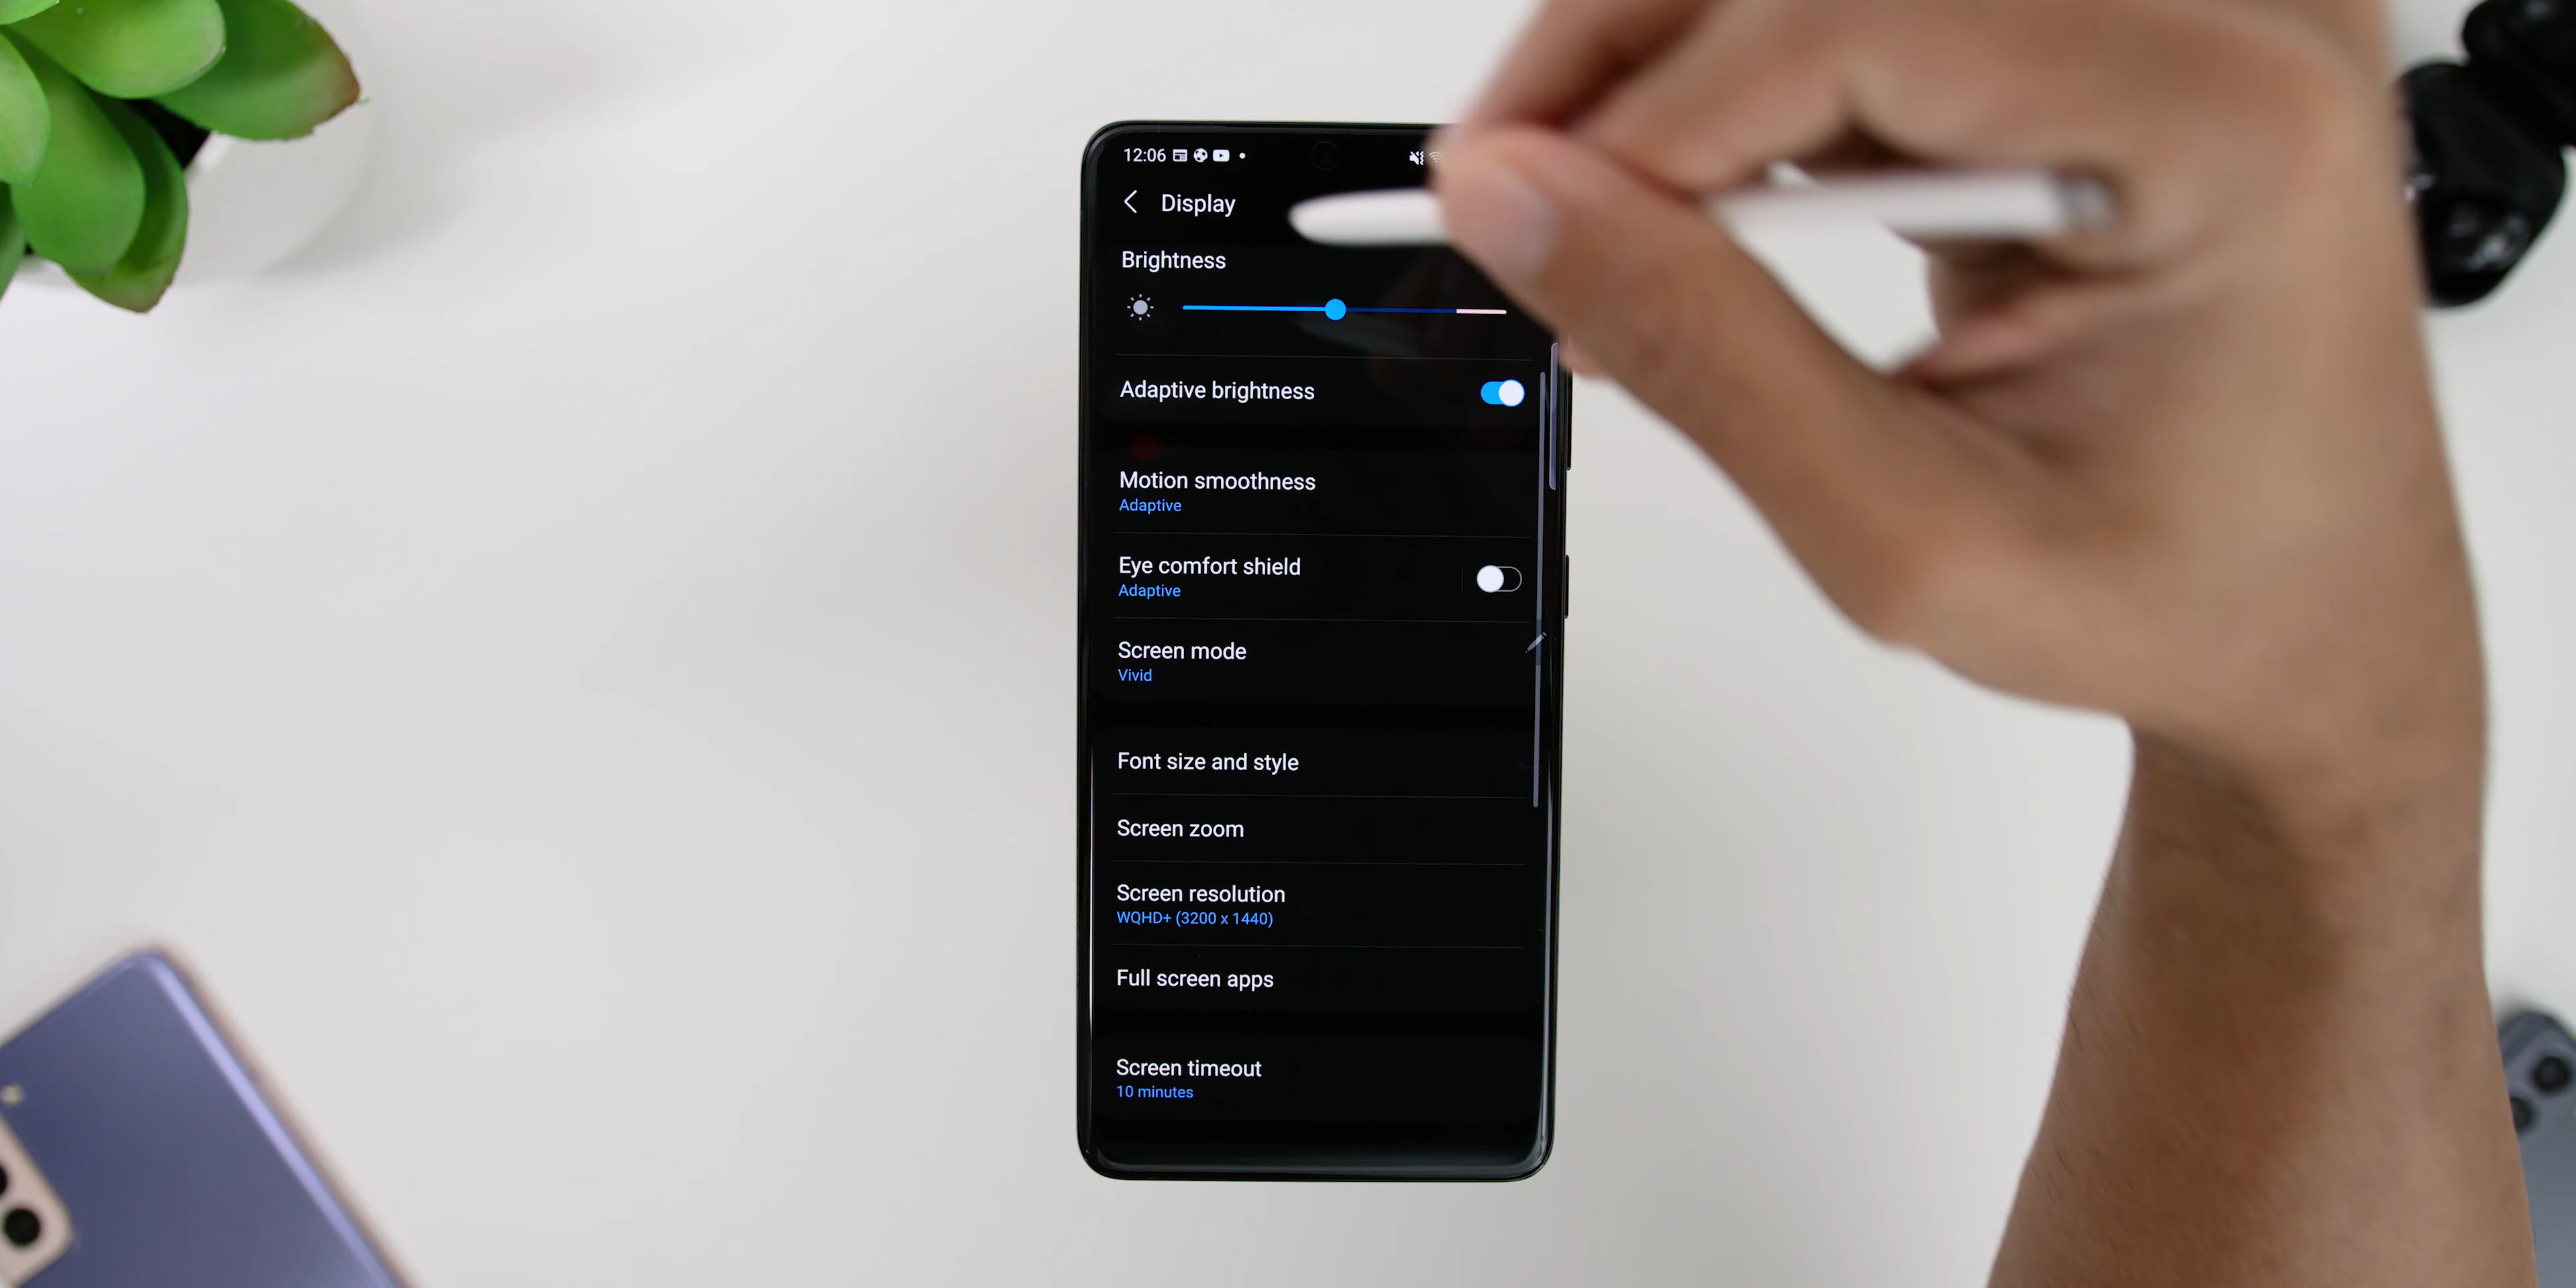 12:06
Display
Brightness
Adaptive brightness
Motion smoothness
Adaptive
Eye comfort shield
Adaptive
Screen mode
Vivid
Font size and style
Screen zoom
Screen resolution
WQHD+ (3200 x 1440)
Full screen apps
Screen timeout
10 minutes